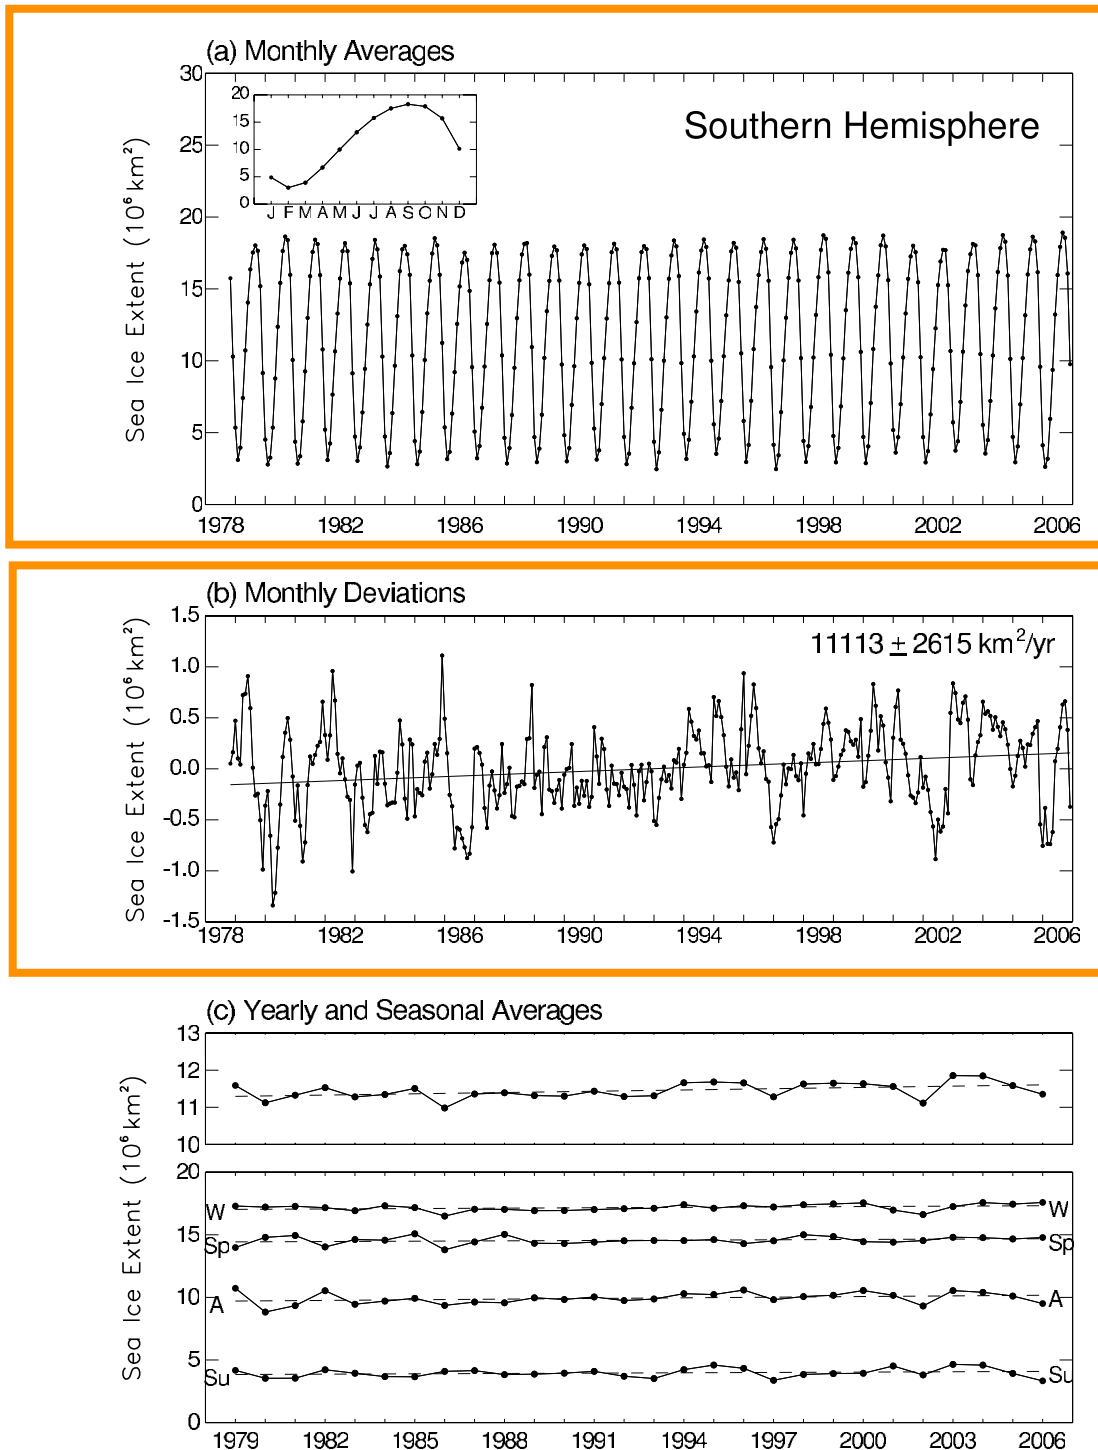 (a) Monthly Averages
Southern Hemisphere
Sea Ice Extent (10⁶ km²)
30
25
20
15
10
5
0
20
15
10
5
0
J F M A M J J A S O N D
1978 1982 1986 1990 1994 1998 2002 2006
(b) Monthly Deviations
11113 ± 2615 km²/yr
Sea Ice Extent (10⁶ km²)
1.5
1.0
0.5
0.0
-0.5
-1.0
-1.5
1978 1982 1986 1990 1994 1998 2002 2006
(c) Yearly and Seasonal Averages
Sea Ice Extent (10⁶ km²)
13
12
11
10
20
15
10
5
0
W W
Sp Sp
A A
Su Su
1979 1982 1985 1988 1991 1994 1997 2000 2003 2006